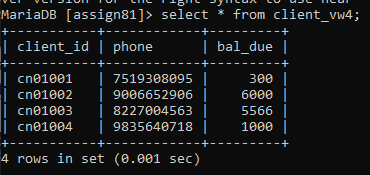 ver version for the right syntax to use near
MariaDB [assign81]> select * from client_vw4;
+-----------+------------+---------+
| client_id | phone      | bal_due |
+-----------+------------+---------+
| cn01001   | 7519308095 |     300 |
| cn01002   | 9006652906 |    6000 |
| cn01003   | 8227004563 |    5566 |
| cn01004   | 9835640718 |    1000 |
+-----------+------------+---------+
4 rows in set (0.001 sec)